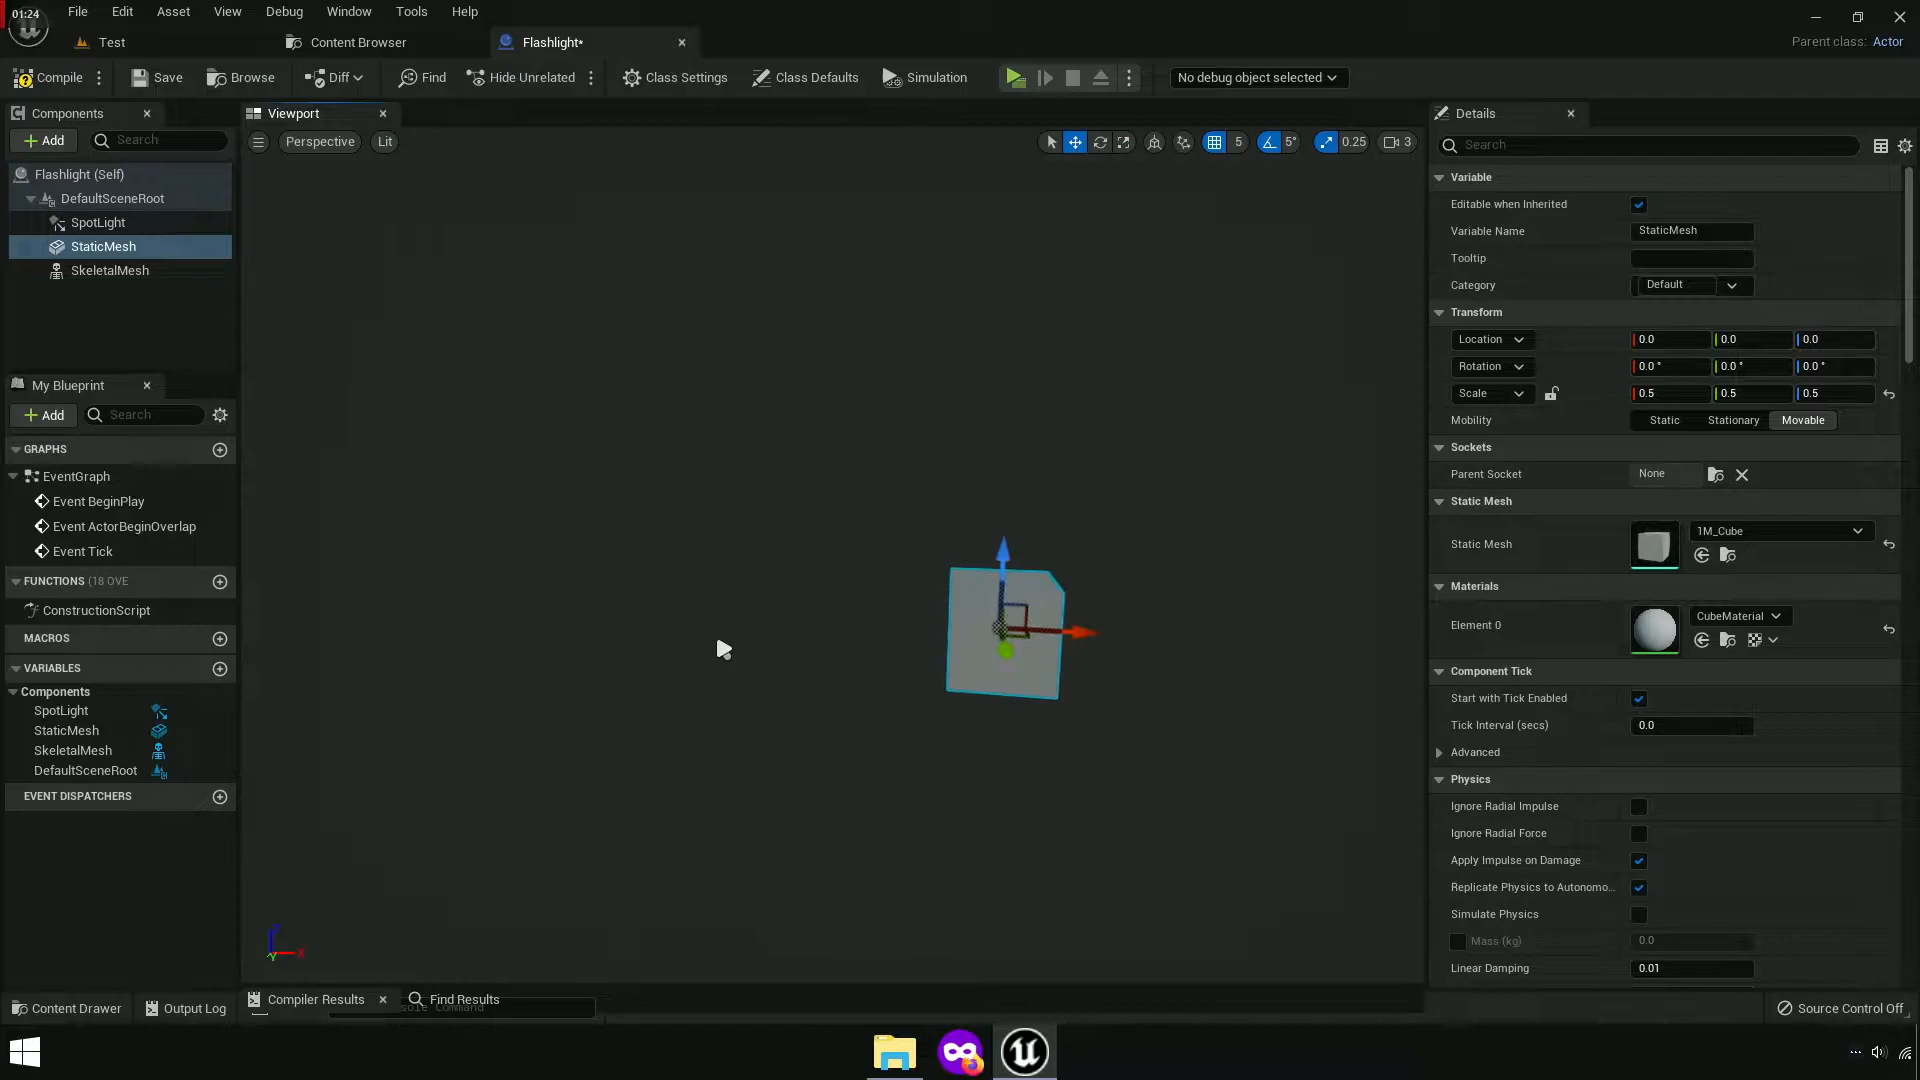 01:24
File Edit Asset View Debug Window Tools Help
Test
Content Browser
Flashlight*
Parent class: Actor
Compile
Save
Browse
Diff
Find
Hide Unrelated
Class Settings
Class Defaults
Simulation
No debug object selected
Components
Add
Search
Flashlight (Self)
DefaultSceneRoot
SpotLight
StaticMesh
SkeletalMesh
My Blueprint
Add
Search
GRAPHS
EventGraph
Event BeginPlay
Event ActorBeginOverlap
Event Tick
FUNCTIONS (18 OVE
ConstructionScript
MACROS
VARIABLES
Components
SpotLight
StaticMesh
SkeletalMesh
DefaultSceneRoot
EVENT DISPATCHERS
Viewport
Perspective
Lit
5
5°
0.25
3
X
Details
Search
Variable
Editable when Inherited
Variable Name StaticMesh
Tooltip
Category Default
Transform
Location 0.0 0.0 0.0
Rotation 0.0 ° 0.0 ° 0.0 °
Scale 0.5 0.5 0.5
Mobility Static Stationary Movable
Sockets
Parent Socket None
Static Mesh
Static Mesh 1M_Cube
Materials
Element 0 CubeMaterial
Component Tick
Start with Tick Enabled
Tick Interval (secs) 0.0
Advanced
Physics
Ignore Radial Impulse
Ignore Radial Force
Apply Impulse on Damage
Replicate Physics to Autonomo...
Simulate Physics
Mass (kg) 0.0
Linear Damping 0.01
Content Drawer
Output Log
Compiler Results
Find Results
sole Command
Source Control Off